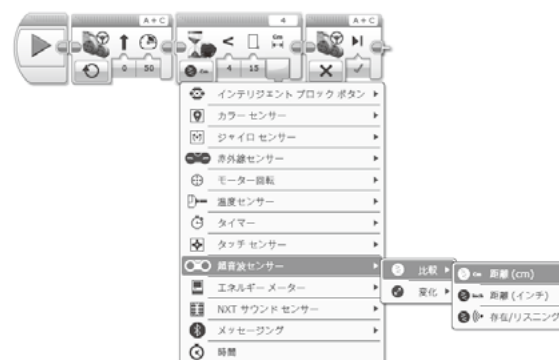 A + C
4
A + C
0 50
4 15
インテリジェント ブロック ボタン
カラー センサー
ジャイロ センサー
赤外線センサー
モーター回転
温度センサー
タイマー
タッチ センサー
超音波センサー
エネルギー メーター
NXT サウンド センサー
メッセージング
時間
比較
変化
距離 (cm)
距離 (インチ)
存在/リスニング